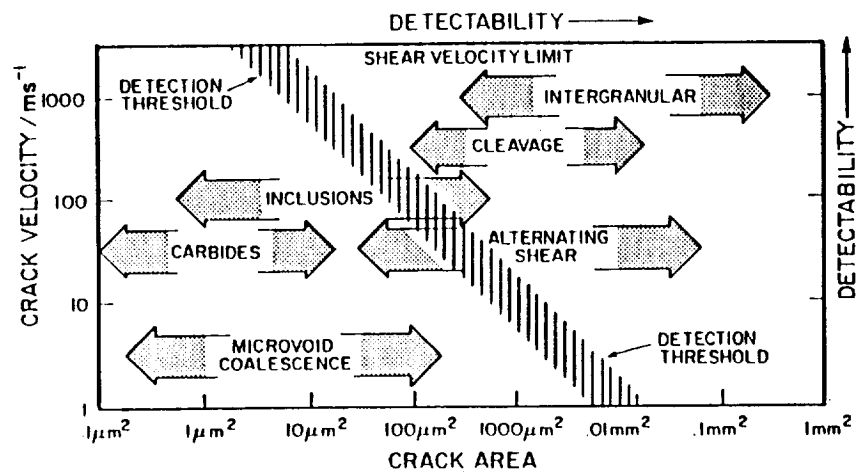 DETECTABILITY
SHEAR VELOCITY LIMIT
DETECTION
THRESHOLD
INTERGRANULAR
CLEAVAGE
INCLUSIONS
CARBIDES
ALTERNATING
SHEAR
MICROVOID
COALESCENCE
DETECTION
THRESHOLD
CRACK VELOCITY / ms⁻¹
1000
100
10
1
DETECTABILITY
.1μm² 1μm² 10μm² 100μm² 1000μm² .01mm² .1mm² 1mm²
CRACK AREA